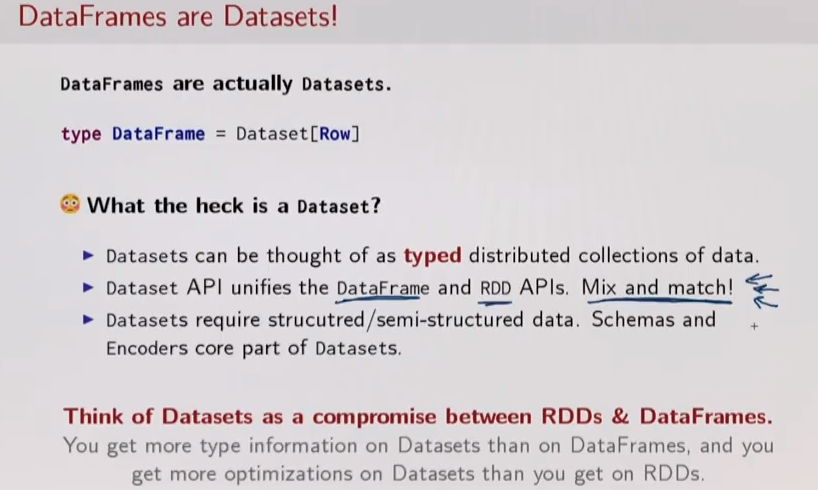 DataFrames are Datasets!
DataFrames are actually Datasets.
type DataFrame = Dataset[Row]
What the heck is a Dataset?
▶ Datasets can be thought of as typed distributed collections of data.
▶ Dataset API unifies the DataFrame and RDD APIs. Mix and match!
▶ Datasets require strucutred/semi-structured data. Schemas and
Encoders core part of Datasets.
Think of Datasets as a compromise between RDDs & DataFrames.
You get more type information on Datasets than on DataFrames, and you
get more optimizations on Datasets than you get on RDDs.